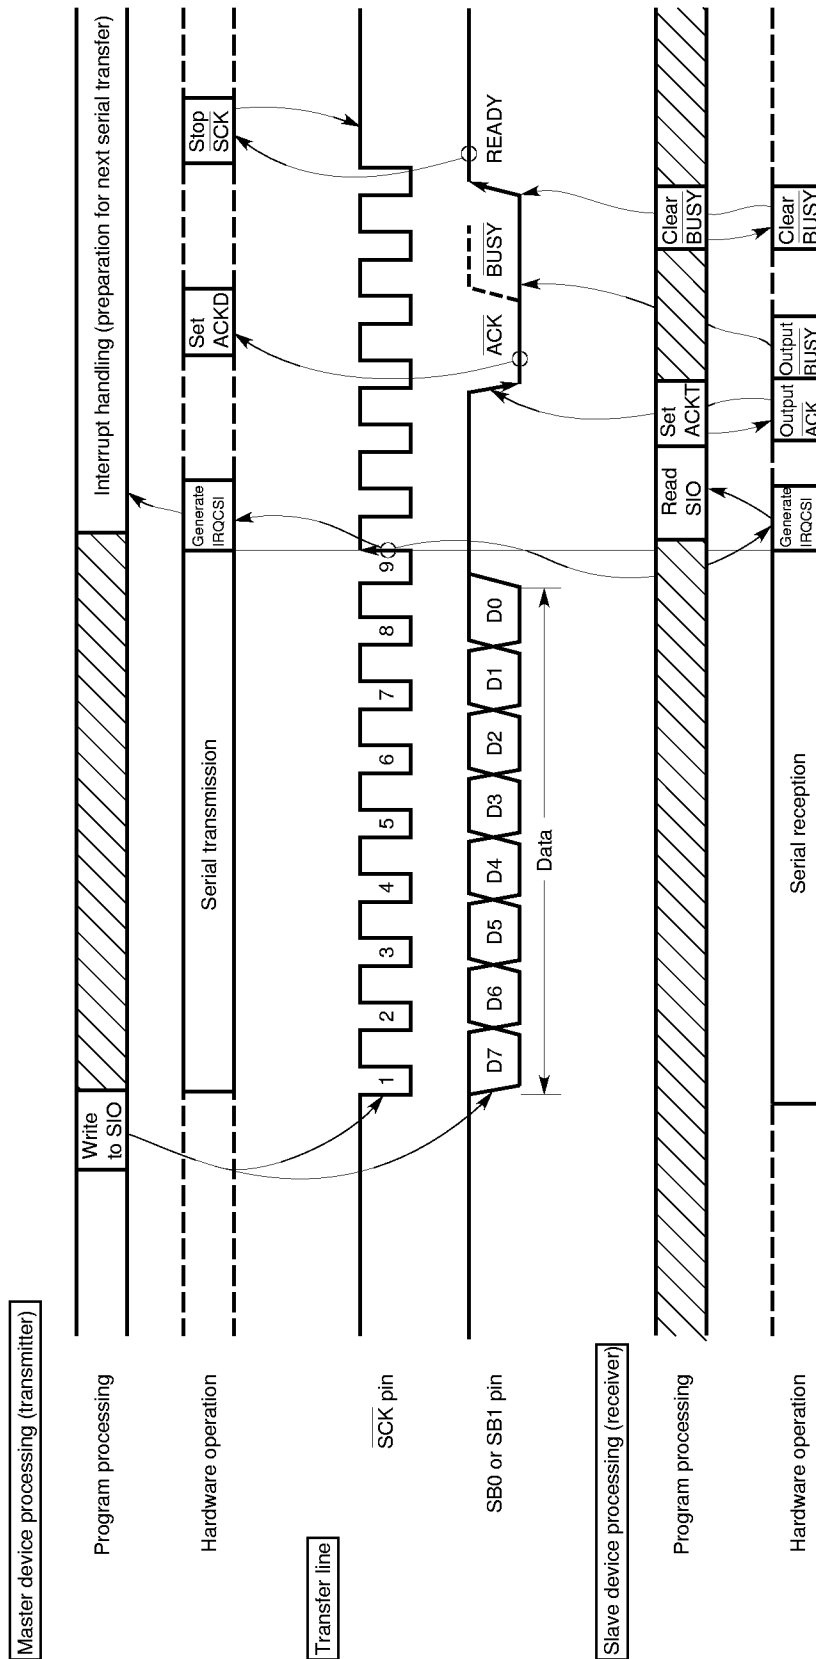 Master device processing (transmitter)
Program processing
Write
to SIO
Interrupt handling (preparation for next serial transfer)
Hardware operation
Serial transmission
Generate
IRQCSI
Set
ACKD
Stop
SCK
Transfer line
SCK pin
1
2
3
4
5
6
7
8
9
SB0 or SB1 pin
D7
D6
D5
D4
D3
D2
D1
D0
ACK
BUSY
READY
Data
Slave device processing (receiver)
Program processing
Read
SIO
Set
ACKT
Clear
BUSY
Hardware operation
Serial reception
Generate
IRQCSI
Output
ACK
Output
BUSY
Clear
BUSY